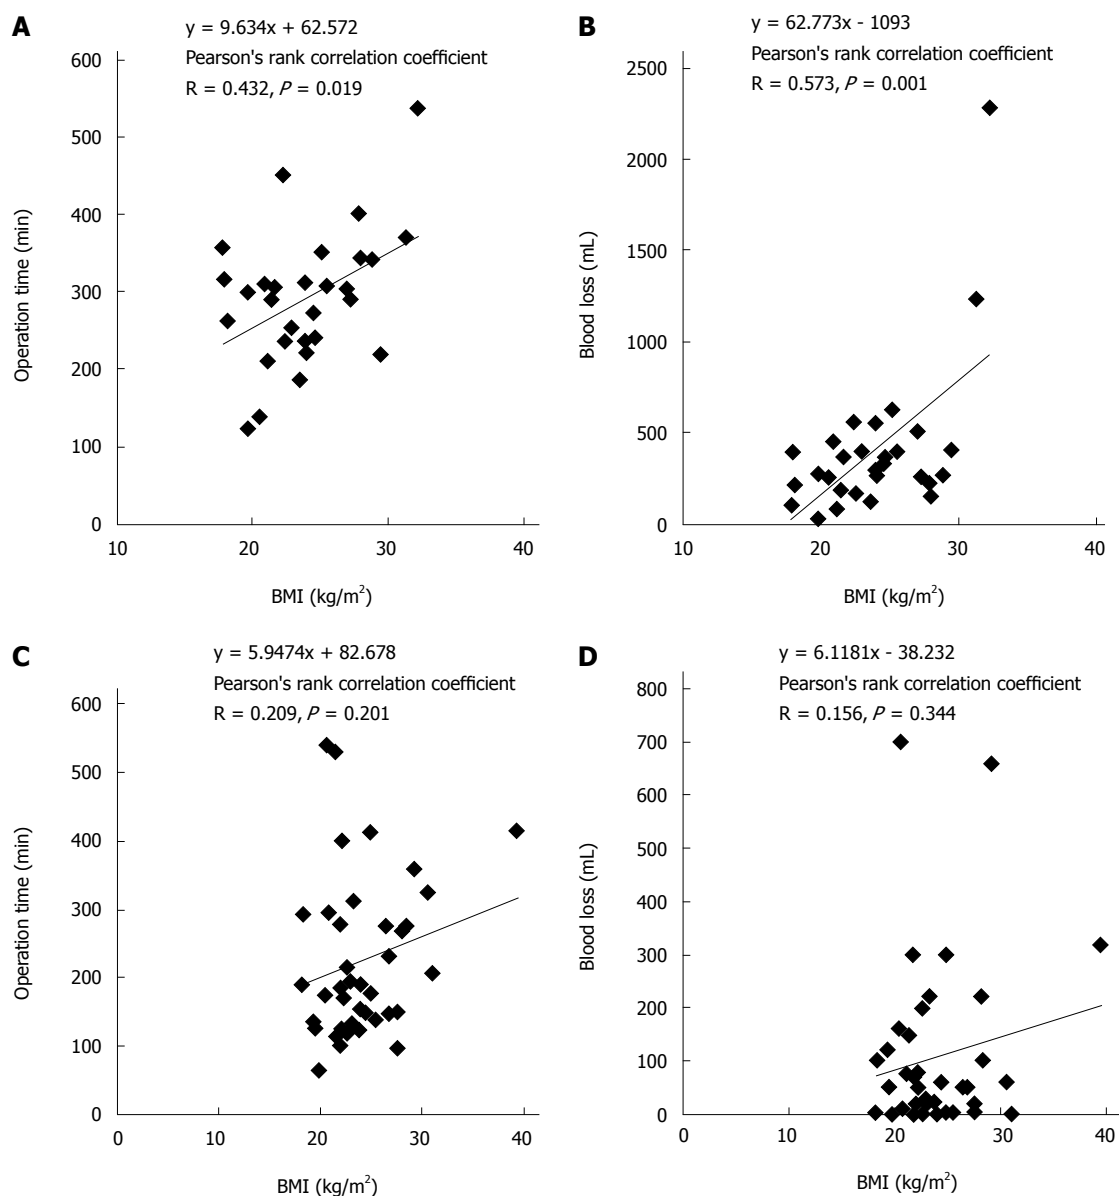 A
y = 9.634x + 62.572
Pearson's rank correlation coefficient
R = 0.432, P = 0.019
600
500
400
300
200
100
0
Operation time (min)
10 20 30 40
BMI (kg/m²)
B
y = 62.773x - 1093
Pearson's rank correlation coefficient
R = 0.573, P = 0.001
2500
2000
1500
1000
500
0
Blood loss (mL)
10 20 30 40
BMI (kg/m²)
C
y = 5.9474x + 82.678
Pearson's rank correlation coefficient
R = 0.209, P = 0.201
600
500
400
300
200
100
0
Operation time (min)
0 10 20 30 40
BMI (kg/m²)
D
y = 6.1181x - 38.232
Pearson's rank correlation coefficient
R = 0.156, P = 0.344
800
700
600
500
400
300
200
100
0
Blood loss (mL)
0 10 20 30 40
BMI (kg/m²)